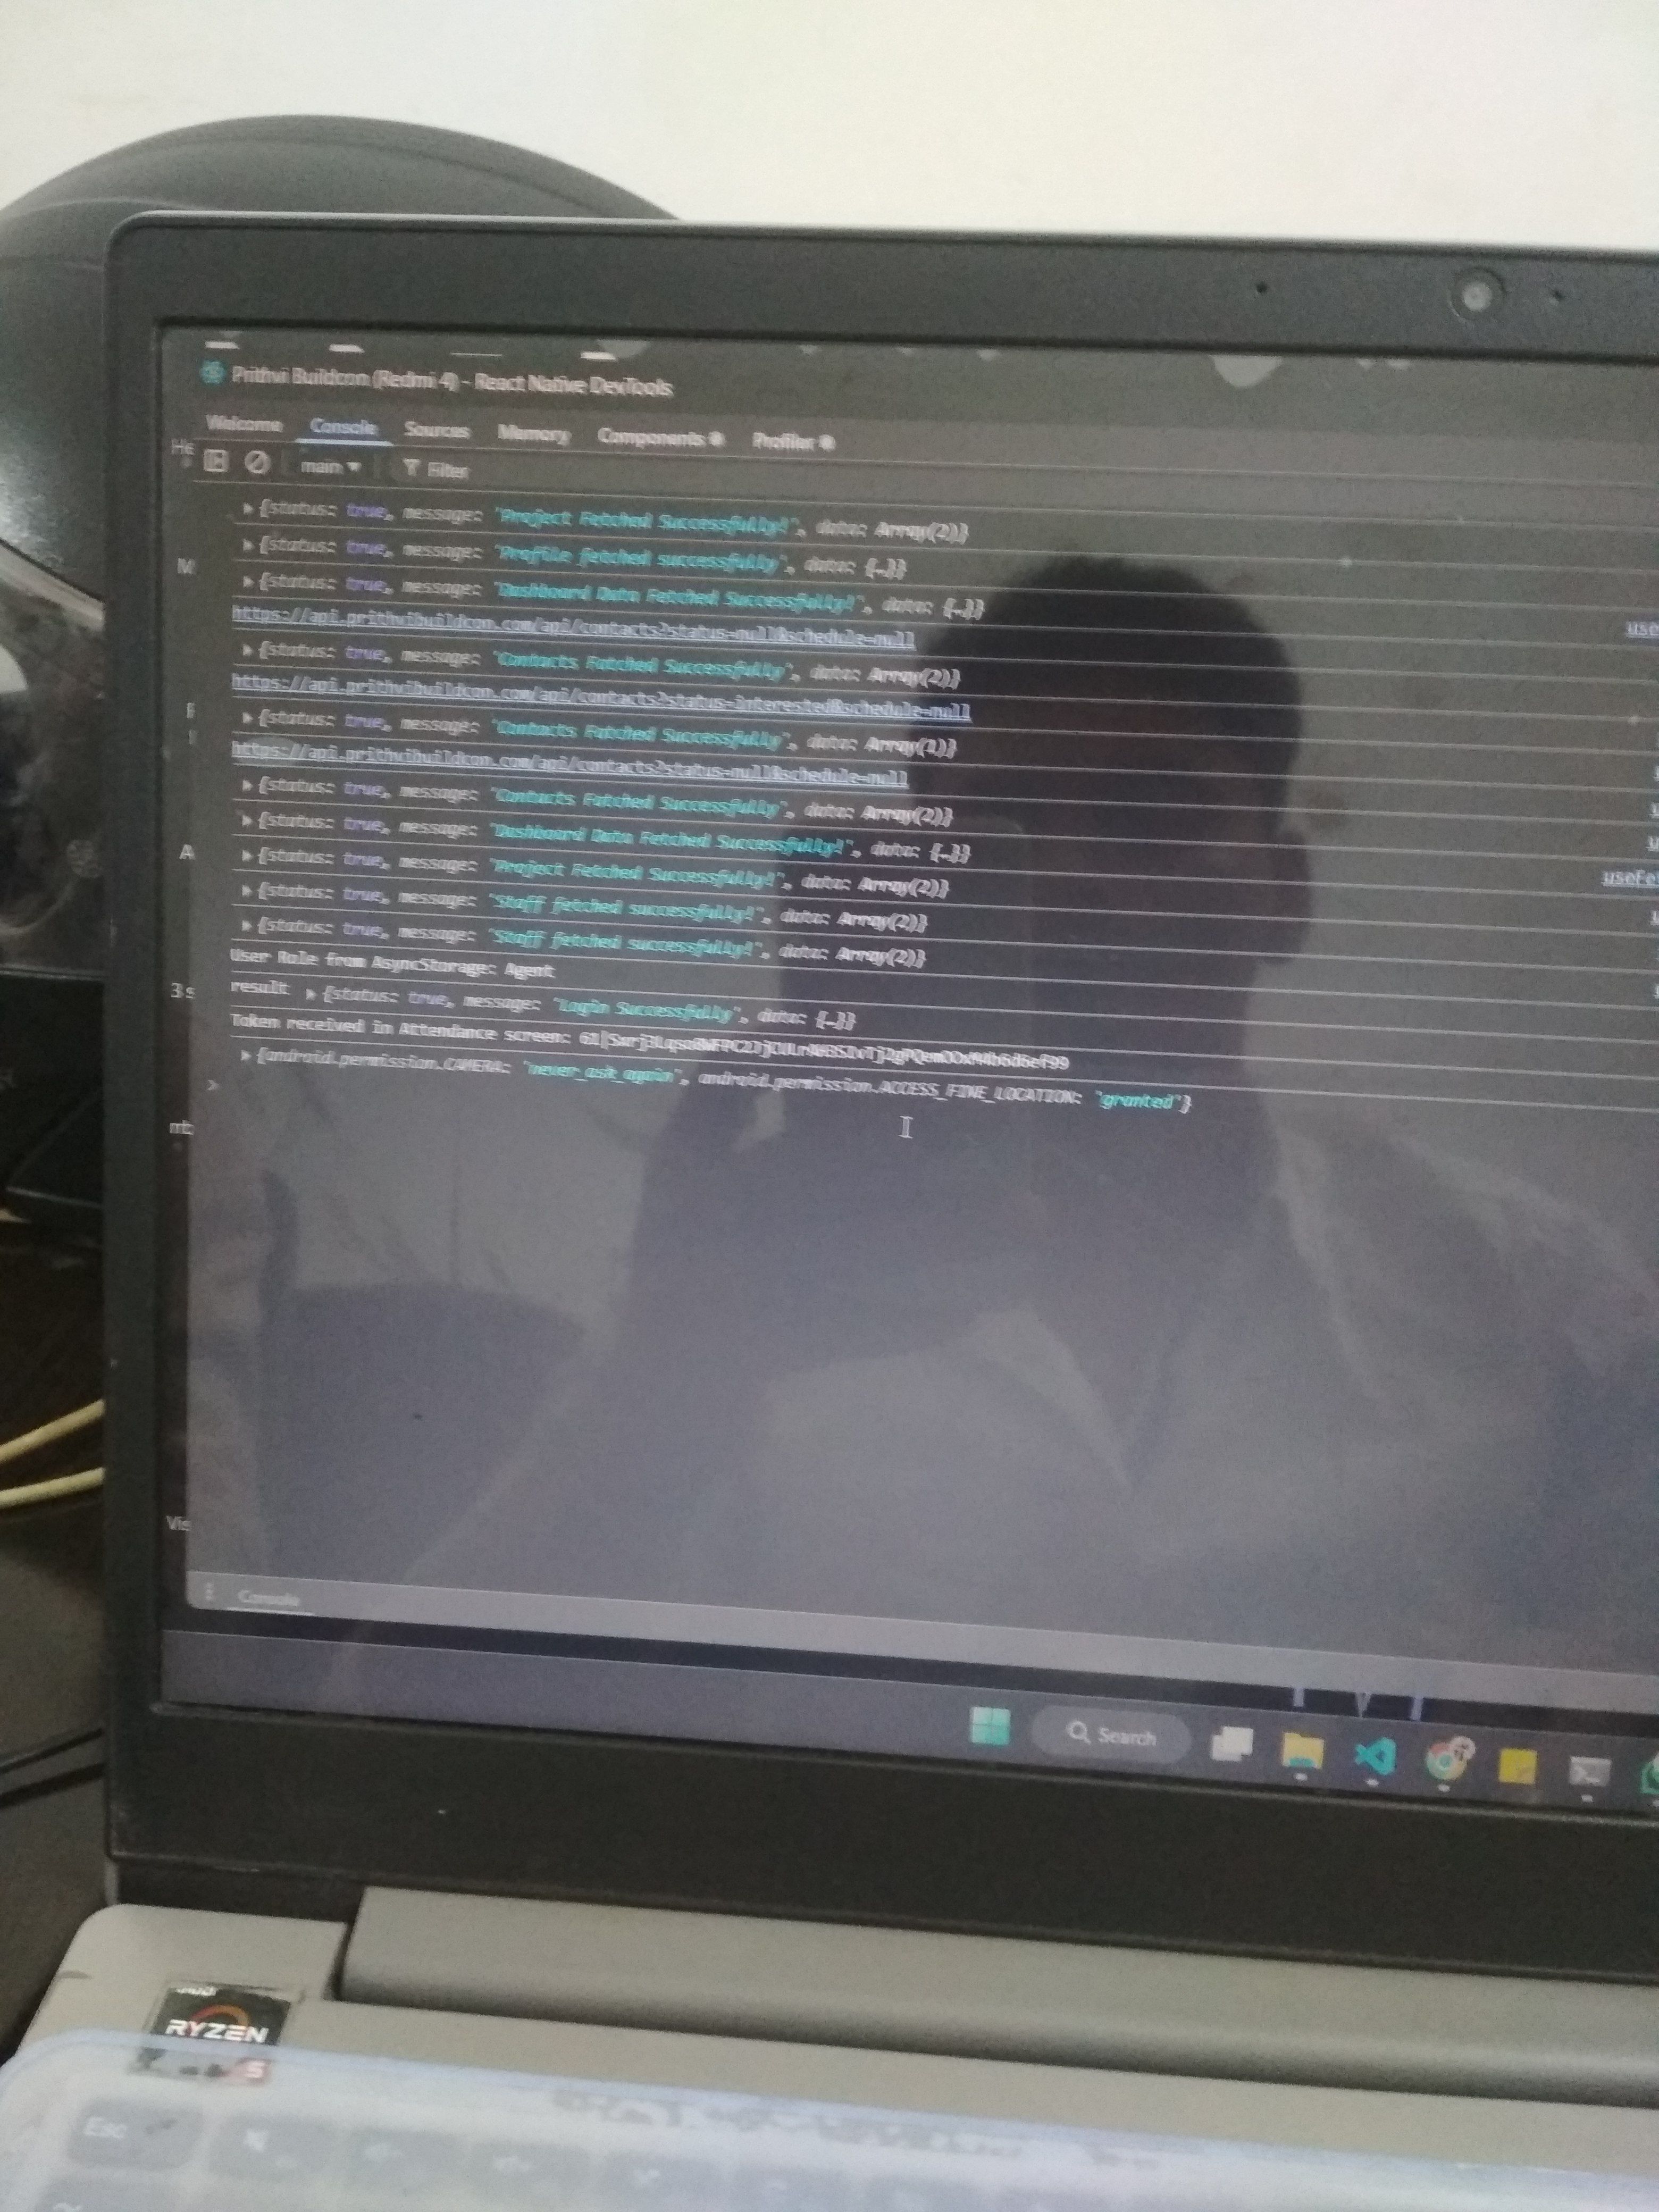 Prithvi Buildcon (Redmi 4) - React Native DevTools
Welcome Console Sources Memory Components Profiler
He
main Filter
{status: true, message: "Project Fetched Successfully!", data: Array(2)}
{status: true, message: "Profile fetched successfully", data: {…}}
M
{status: true, message: "Dashboard Data Fetched Successfully!", data: {…}}
https://api.prithvibuildcon.com/api/contacts?status=null&schedule=null
use
{status: true, message: "Contacts Fetched Successfully", data: Array(2)}
https://api.prithvibuildcon.com/api/contacts?status=interested&schedule=null
{status: true, message: "Contacts Fetched Successfully", data: Array(1)}
https://api.prithvibuildcon.com/api/contacts?status=null&schedule=null
{status: true, message: "Contacts Fetched Successfully", data: Array(2)}
{status: true, message: "Dashboard Data Fetched Successfully!", data: {…}}
A
{status: true, message: "Project Fetched Successfully!", data: Array(2)}
useFe
{status: true, message: "Staff fetched successfully!", data: Array(2)}
{status: true, message: "Staff fetched successfully!", data: Array(2)}
User Role from AsyncStorage: Agent
3 s
result {status: true, message: "Login Successfully", data: {…}}
Token received in Attendance screen:
{android.permission.CAMERA: "never_ask_again", android.permission.ACCESS_FINE_LOCATION: "granted"}
>
Vis
Console
Search
AMD
RYZEN
5
Esc